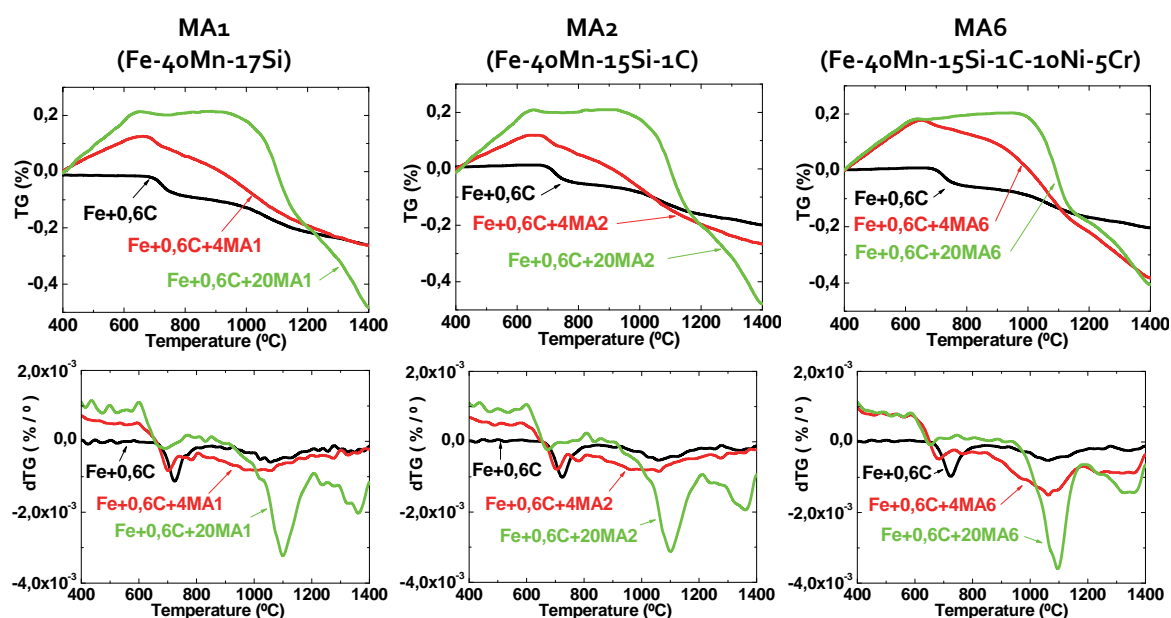 MA1
(Fe-40Mn-17Si)
MA2
(Fe-40Mn-15Si-1C)
MA6
(Fe-40Mn-15Si-1C-10Ni-5Cr)
TG (%)
0,2
0,0
-0,2
-0,4
Fe+0,6C
Fe+0,6C+4MA1
Fe+0,6C+20MA1
400 600 800 1000 1200 1400
Temperature (ºC)
TG (%)
0,2
0,0
-0,2
-0,4
Fe+0,6C
Fe+0,6C+4MA2
Fe+0,6C+20MA2
400 600 800 1000 1200 1400
Temperature (ºC)
TG (%)
0,2
0,0
-0,2
-0,4
Fe+0,6C
Fe+0,6C+4MA6
Fe+0,6C+20MA6
400 600 800 1000 1200 1400
Temperature (ºC)
dTG ( % / º )
2,0x10⁻³
0,0
-2,0x10⁻³
-4,0x10⁻³
Fe+0,6C
Fe+0,6C+4MA1
Fe+0,6C+20MA1
400 600 800 1000 1200 1400
Temperature (ºC)
dTG ( % / º )
2,0x10⁻³
0,0
-2,0x10⁻³
-4,0x10⁻³
Fe+0,6C
Fe+0,6C+4MA2
Fe+0,6C+20MA2
400 600 800 1000 1200 1400
Temperature (ºC)
dTG ( % / º )
2,0x10⁻³
0,0
-2,0x10⁻³
-4,0x10⁻³
Fe+0,6C
Fe+0,6C+4MA6
Fe+0,6C+20MA6
400 600 800 1000 1200 1400
Temperature (ºC)